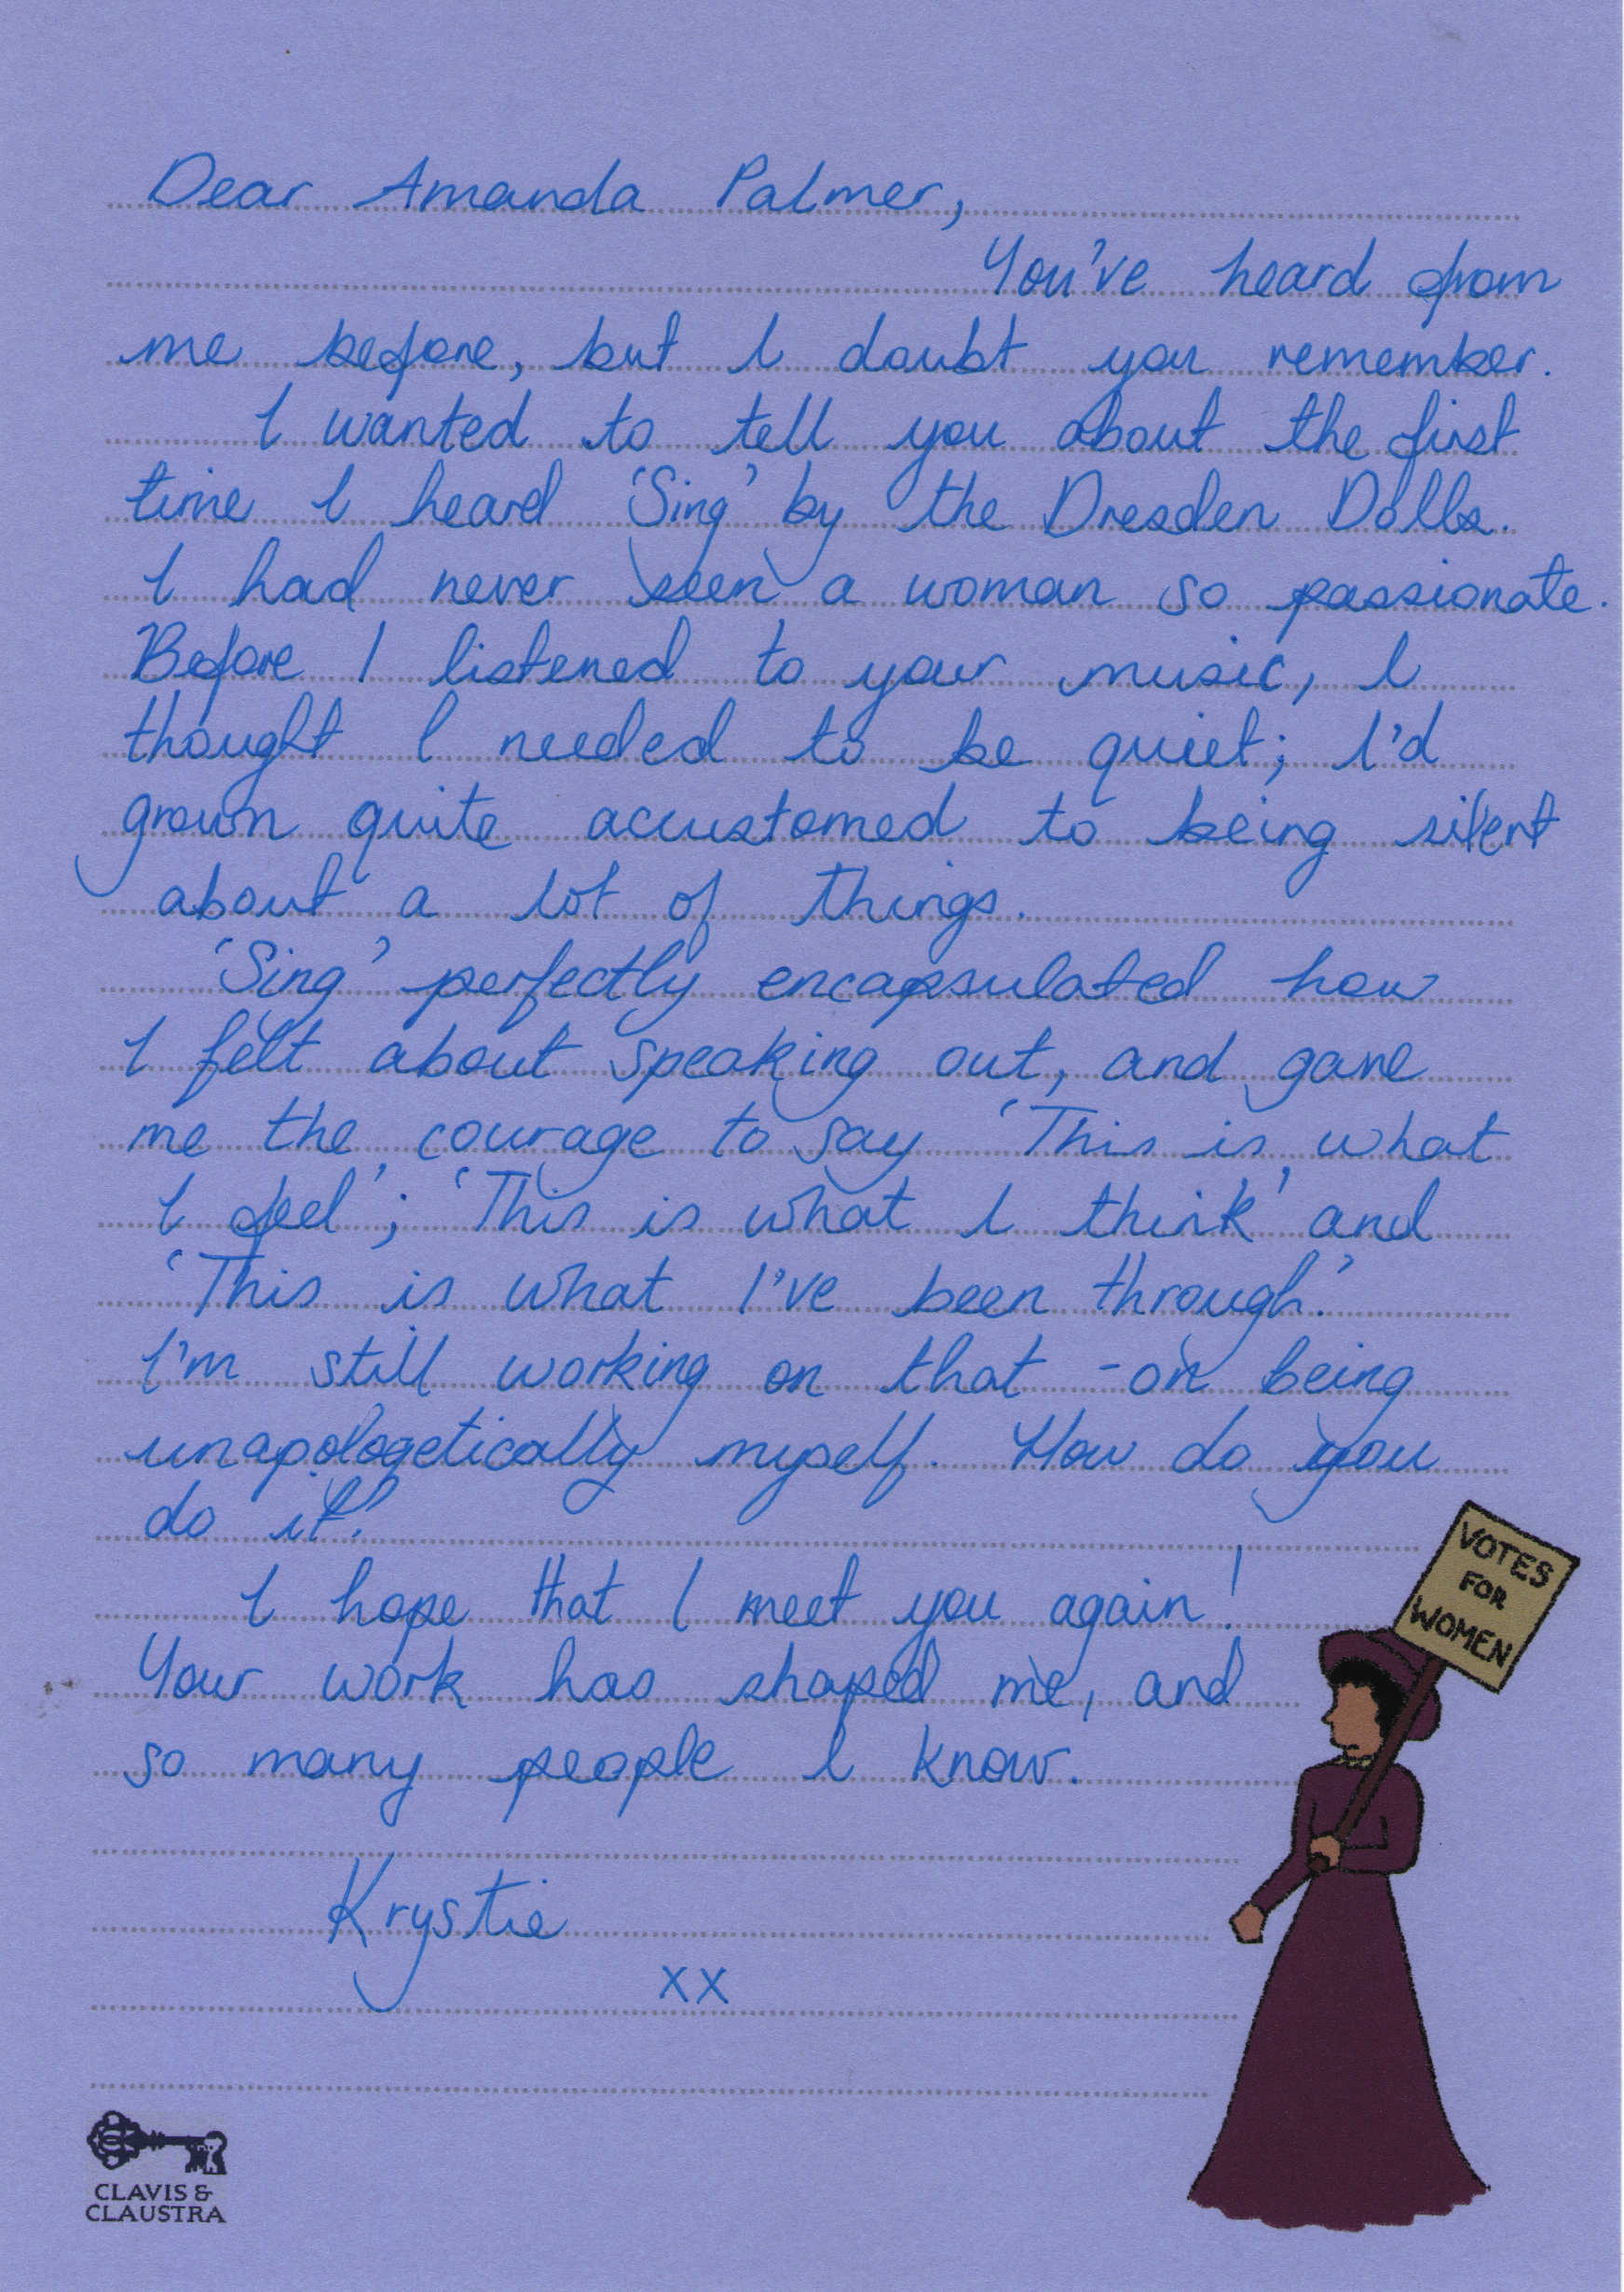 Dear Amanda Palmer,
You've heard from
me before, but I doubt you remember.
I wanted to tell you about the first
time I heard 'Sing' by the Dresden Dolls.
I had never seen a woman so passionate.
Before I listened to your music, I
thought I needed to be quiet; I'd
grown quite accustomed to being silent
about a lot of things.
'Sing' perfectly encapsulated how
I felt about speaking out, and gave
me the courage to say 'This is what
I feel'; 'This is what I think' and
'This is what I've been through.'
I'm still working on that - on being
unapologetically myself. How do you
do it?
I hope that I meet you again!
Your work has shaped me, and
so many people I know.
Krystie
xx
VOTES
FOR
WOMEN
CLAVIS &
CLAUSTRA